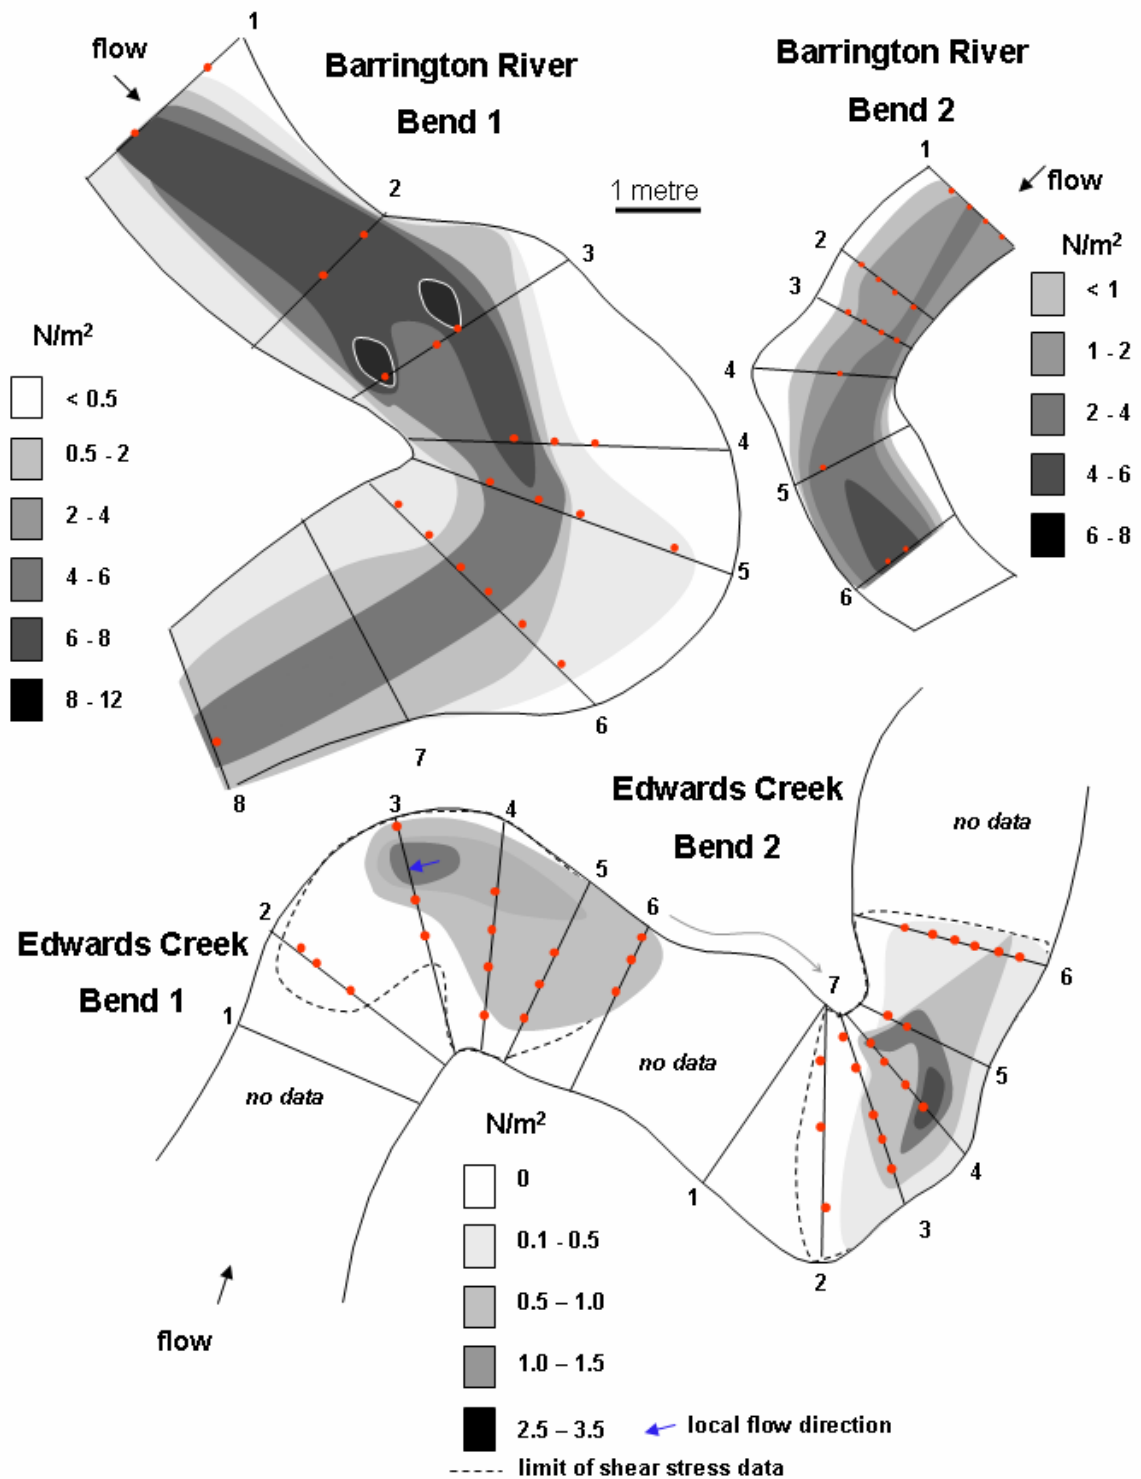 1
flow
Barrington River
Bend 1
2
3
4
5
6
7
8
1 metre
N/m²
< 0.5
0.5 - 2
2 - 4
4 - 6
6 - 8
8 - 12
Barrington River
Bend 2
1
flow
2
3
4
5
6
N/m²
< 1
1 - 2
2 - 4
4 - 6
6 - 8
Edwards Creek
Bend 1
1
2
3
4
5
6
no data
no data
flow
Edwards Creek
Bend 2
no data
7
1
2
3
4
5
6
N/m²
0
0.1 - 0.5
0.5 – 1.0
1.0 – 1.5
2.5 – 3.5
local flow direction
limit of shear stress data